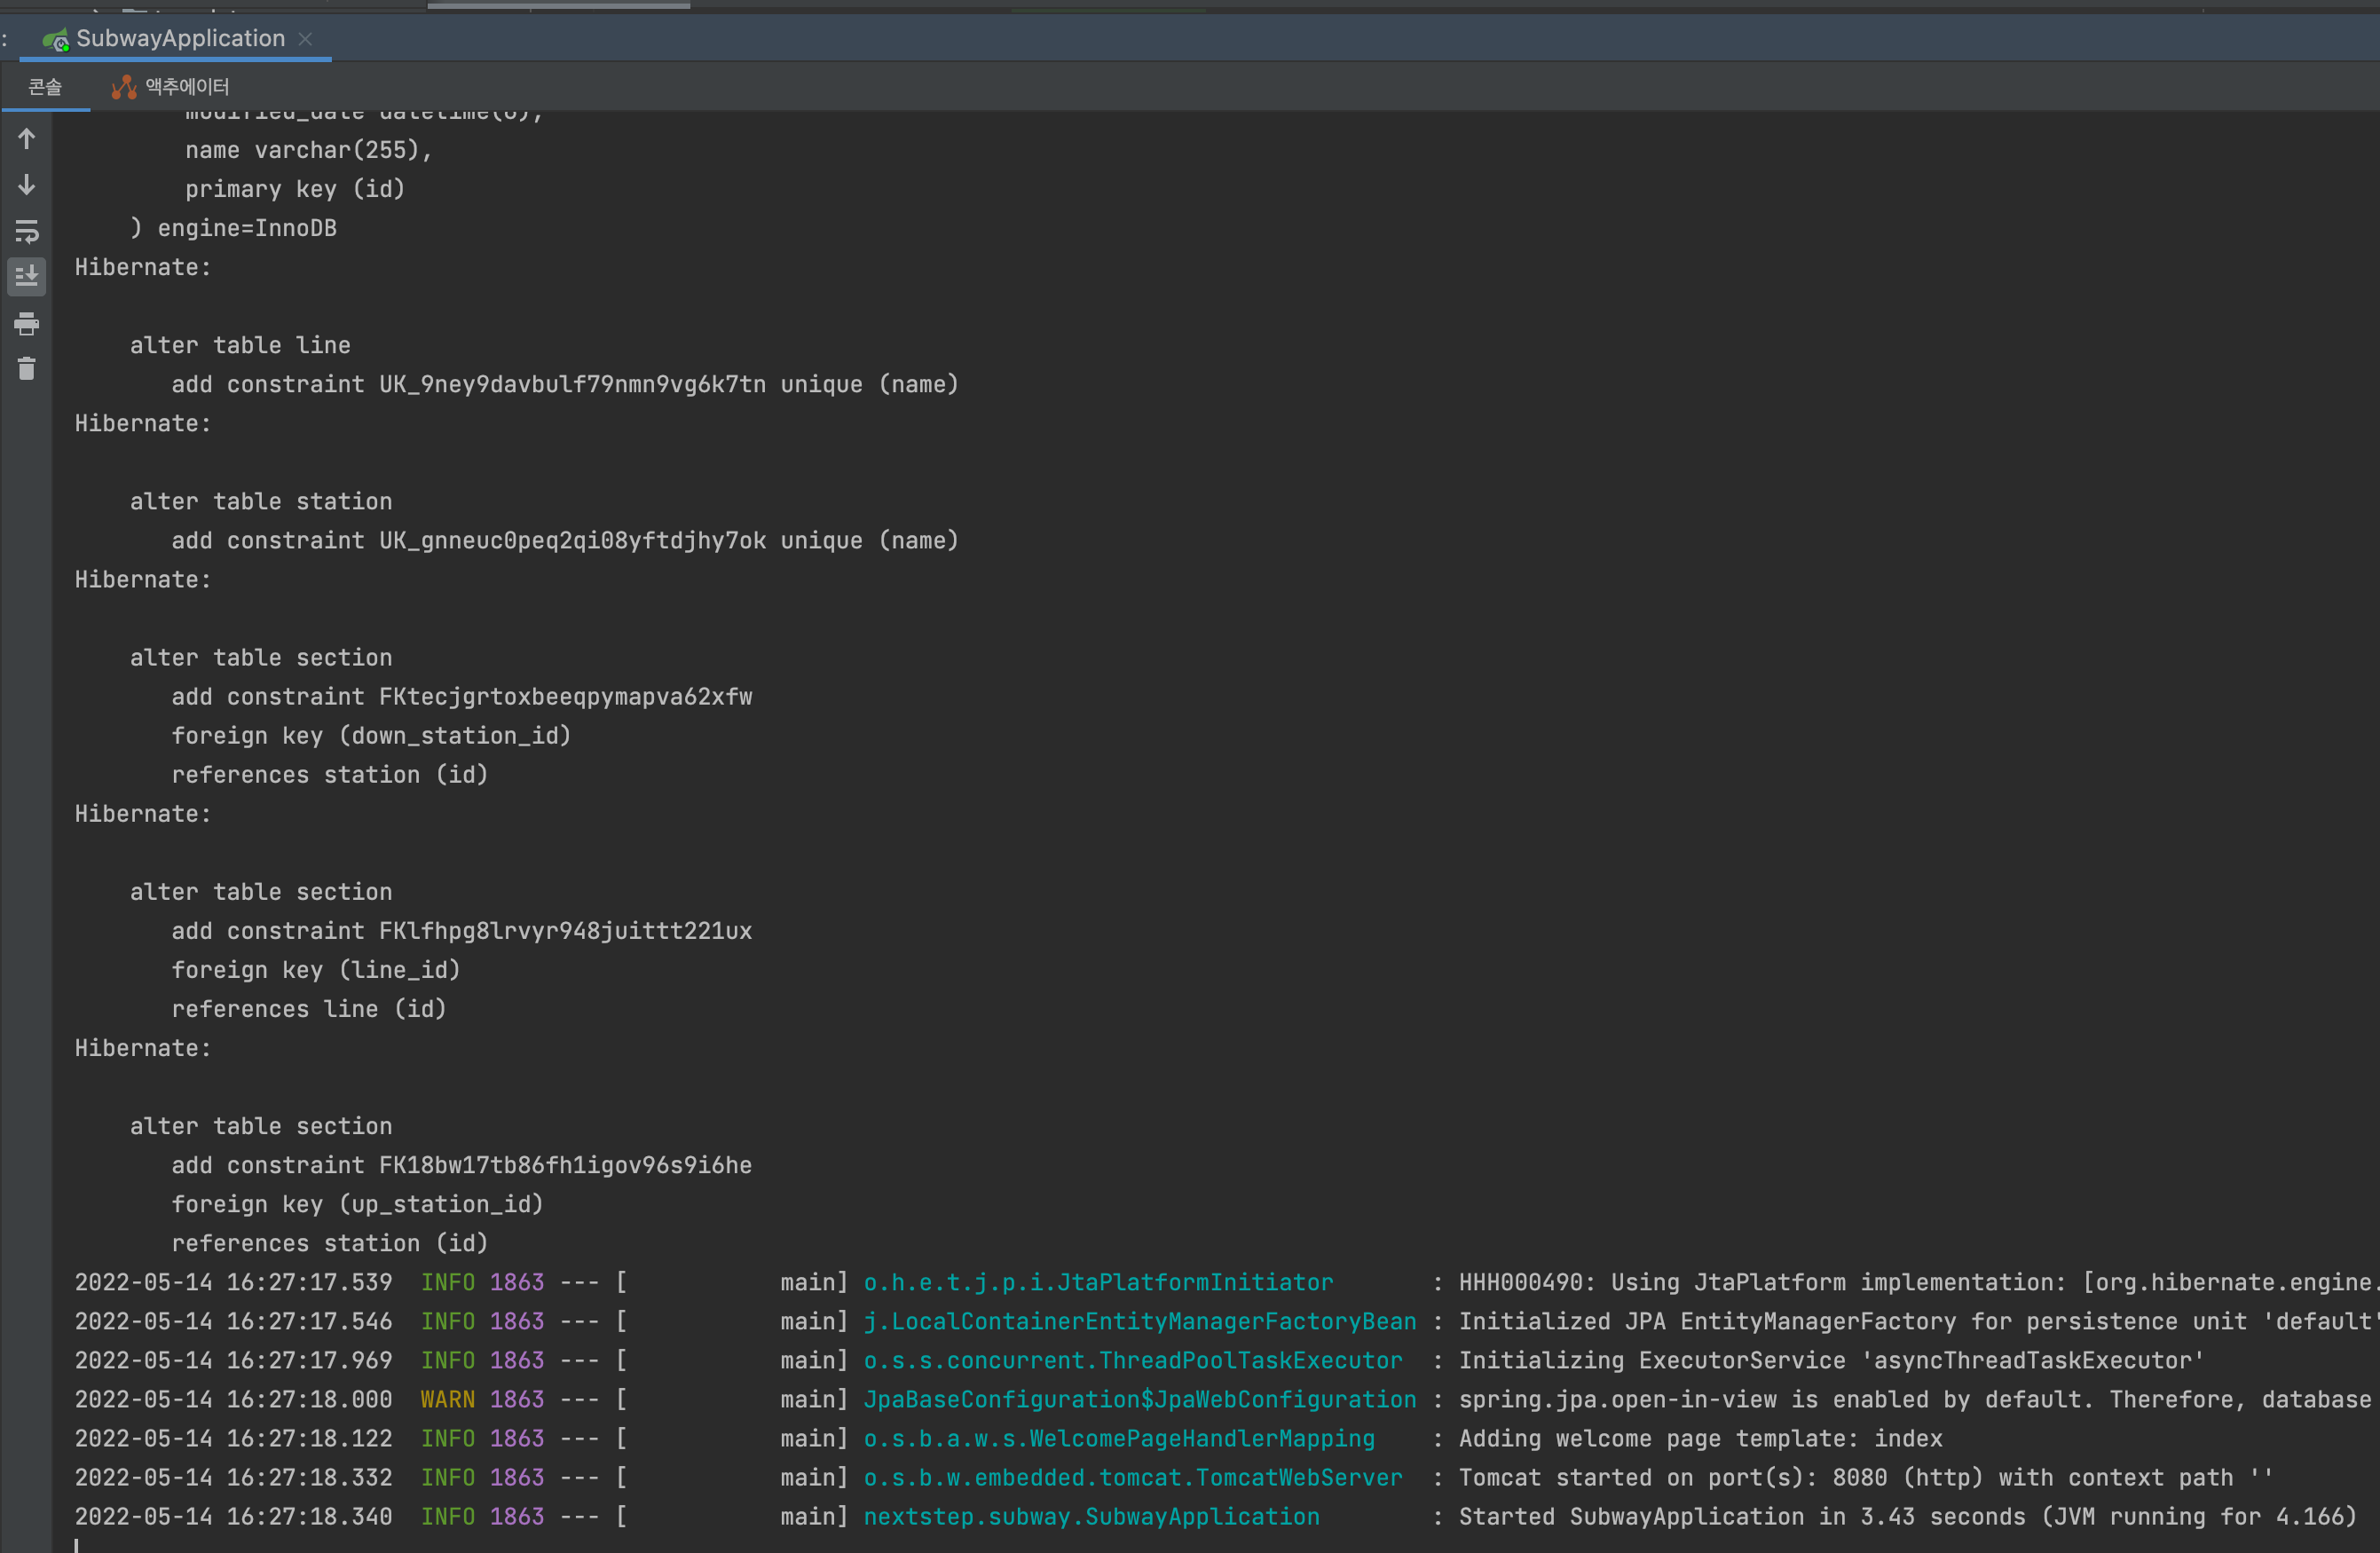 SubwayApplication
콘솔
액추에이터
modified_date datetime(6),
name varchar(255),
primary key (id)
) engine=InnoDB
Hibernate:
alter table line
add constraint UK_9ney9davbulf79nmn9vg6k7tn unique (name)
Hibernate:
alter table station
add constraint UK_gnneuc0peq2qi08yftdjhy7ok unique (name)
Hibernate:
alter table section
add constraint FKtecjgrtoxbeeqpymapva62xfw
foreign key (down_station_id)
references station (id)
Hibernate:
alter table section
add constraint FKlfhpg8lrvyr948juittt221ux
foreign key (line_id)
references line (id)
Hibernate:
alter table section
add constraint FK18bw17tb86fh1igov96s9i6he
foreign key (up_station_id)
references station (id)
2022-05-14 16:27:17.539  INFO 1863 --- [           main] o.h.e.t.j.p.i.JtaPlatformInitiator       : HHH000490: Using JtaPlatform implementation: [org.hibernate.engine.
2022-05-14 16:27:17.546  INFO 1863 --- [           main] j.LocalContainerEntityManagerFactoryBean : Initialized JPA EntityManagerFactory for persistence unit 'default'
2022-05-14 16:27:17.969  INFO 1863 --- [           main] o.s.s.concurrent.ThreadPoolTaskExecutor  : Initializing ExecutorService 'asyncThreadTaskExecutor'
2022-05-14 16:27:18.000  WARN 1863 --- [           main] JpaBaseConfiguration$JpaWebConfiguration : spring.jpa.open-in-view is enabled by default. Therefore, database
2022-05-14 16:27:18.122  INFO 1863 --- [           main] o.s.b.a.w.s.WelcomePageHandlerMapping    : Adding welcome page template: index
2022-05-14 16:27:18.332  INFO 1863 --- [           main] o.s.b.w.embedded.tomcat.TomcatWebServer  : Tomcat started on port(s): 8080 (http) with context path ''
2022-05-14 16:27:18.340  INFO 1863 --- [           main] nextstep.subway.SubwayApplication        : Started SubwayApplication in 3.43 seconds (JVM running for 4.166)